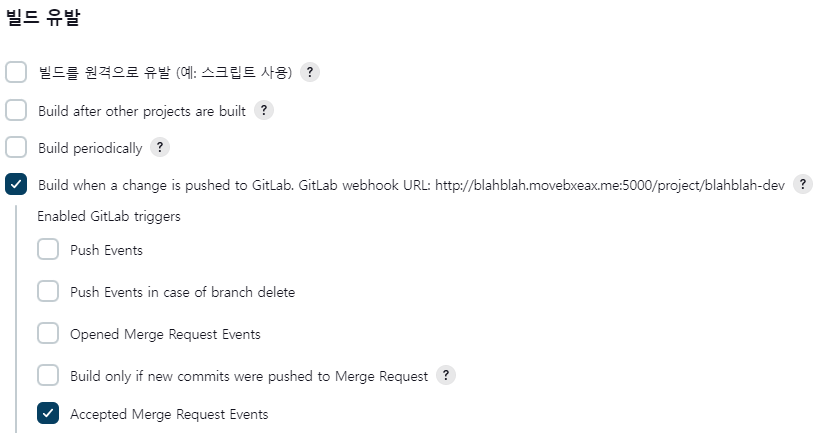 빌드 유발
빌드를 원격으로 유발 (예: 스크립트 사용) ?
Build after other projects are built ?
Build periodically ?
Build when a change is pushed to GitLab. GitLab webhook URL: http://blahblah.movebxeax.me:5000/project/blahblah-dev ?
Enabled GitLab triggers
Push Events
Push Events in case of branch delete
Opened Merge Request Events
Build only if new commits were pushed to Merge Request ?
Accepted Merge Request Events